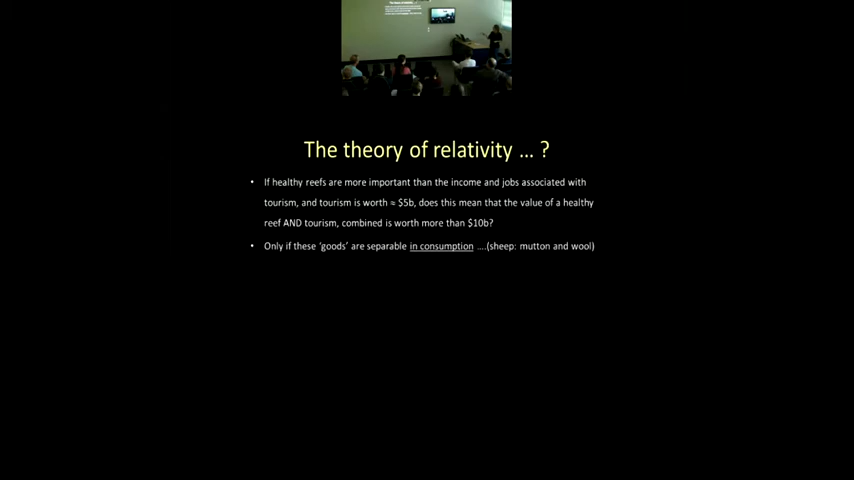 The theory of relativity ... ?
• If healthy reefs are more important than the income and jobs associated with
tourism, and tourism is worth ≈ $5b, does this mean that the value of a healthy
reef AND tourism, combined is worth more than $10b?
• Only if these ‘goods’ are separable in consumption ....(sheep: mutton and wool)